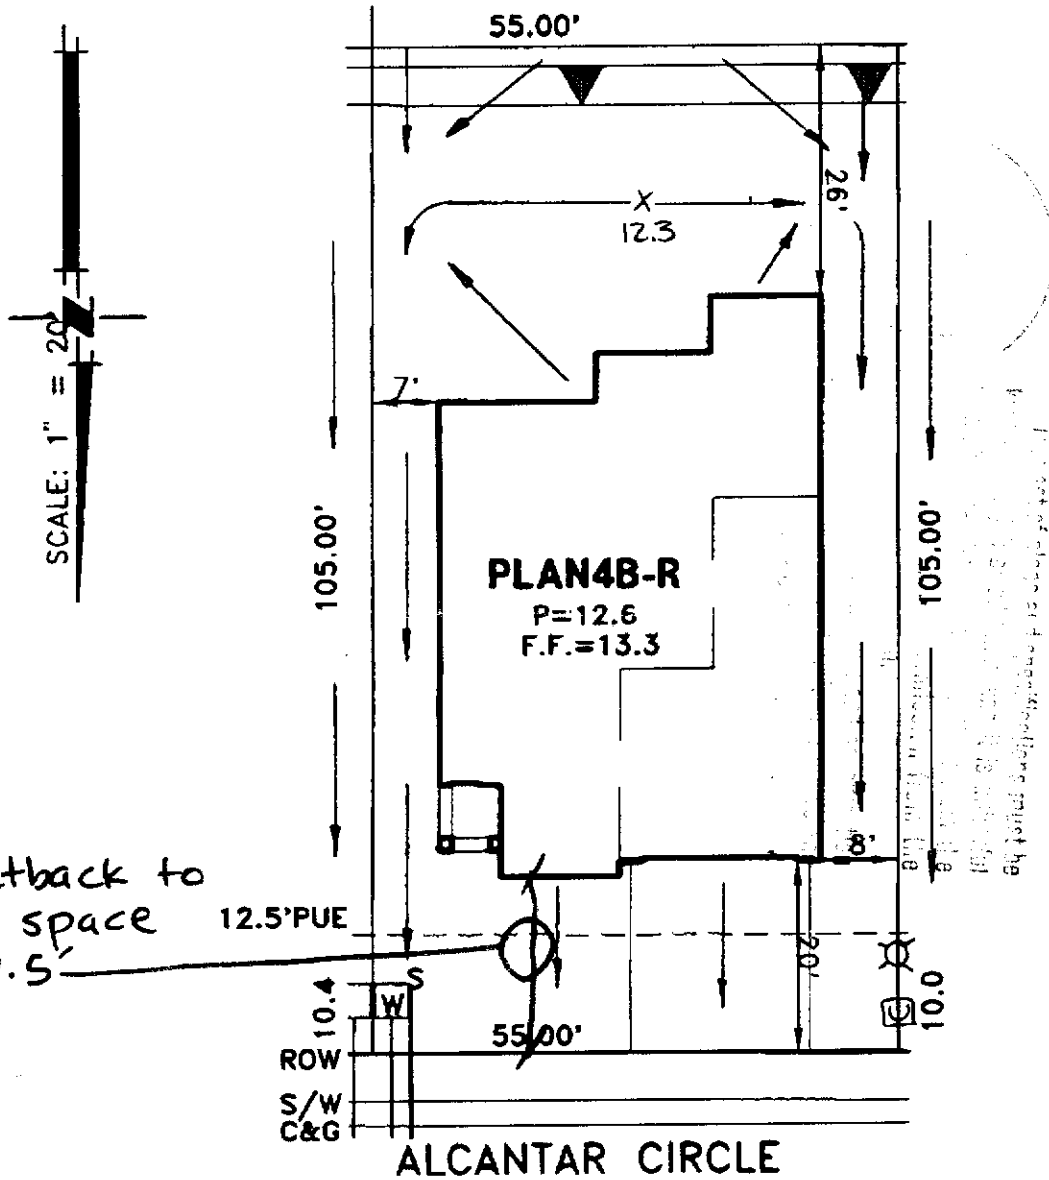 55.00'
26'
X
12.3
SCALE: 1" = 20'
7'
105.00'
105.00'
PLAN4B-R
P=12.6
F.F.=13.3
8'
to
space
12.5'PUE
.5'
20'
S
W
10.4
10.0
55.00'
ROW
S/W
C&G
ALCANTAR CIRCLE